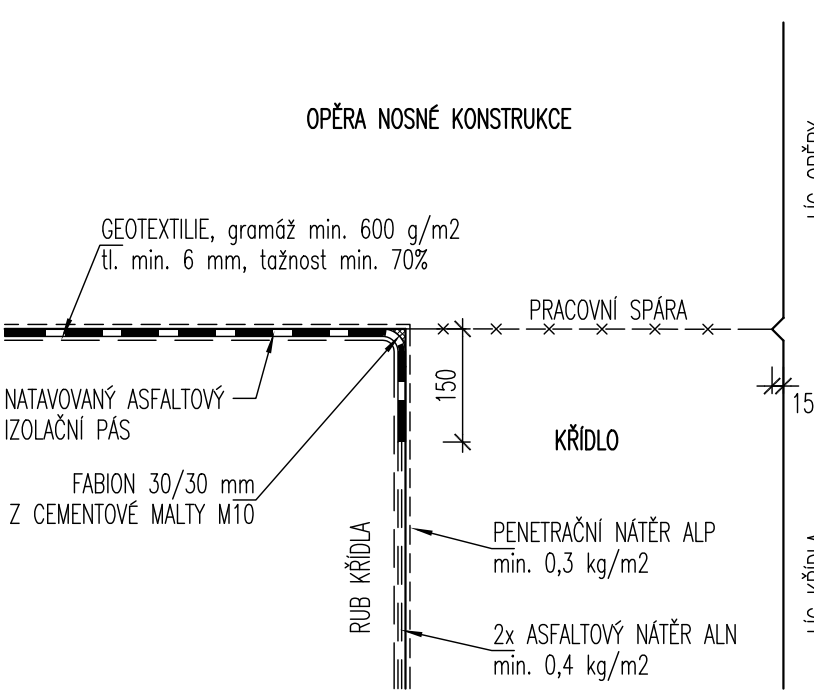 OPĚRA NOSNÉ KONSTRUKCE
GEOTEXTILIE, gramáž min. 600 g/m2
tl. min. 6 mm, tažnost min. 70%
PRACOVNÍ SPÁRA
NATAVOVANÝ ASFALTOVÝ
IZOLAČNÍ PÁS
150
15
KŘÍDLO
FABION 30/30 mm
Z CEMENTOVÉ MALTY M10
RUB KŘÍDLA
PENETRAČNÍ NÁTĚR ALP
min. 0,3 kg/m2
2x ASFALTOVÝ NÁTĚR ALN
min. 0,4 kg/m2